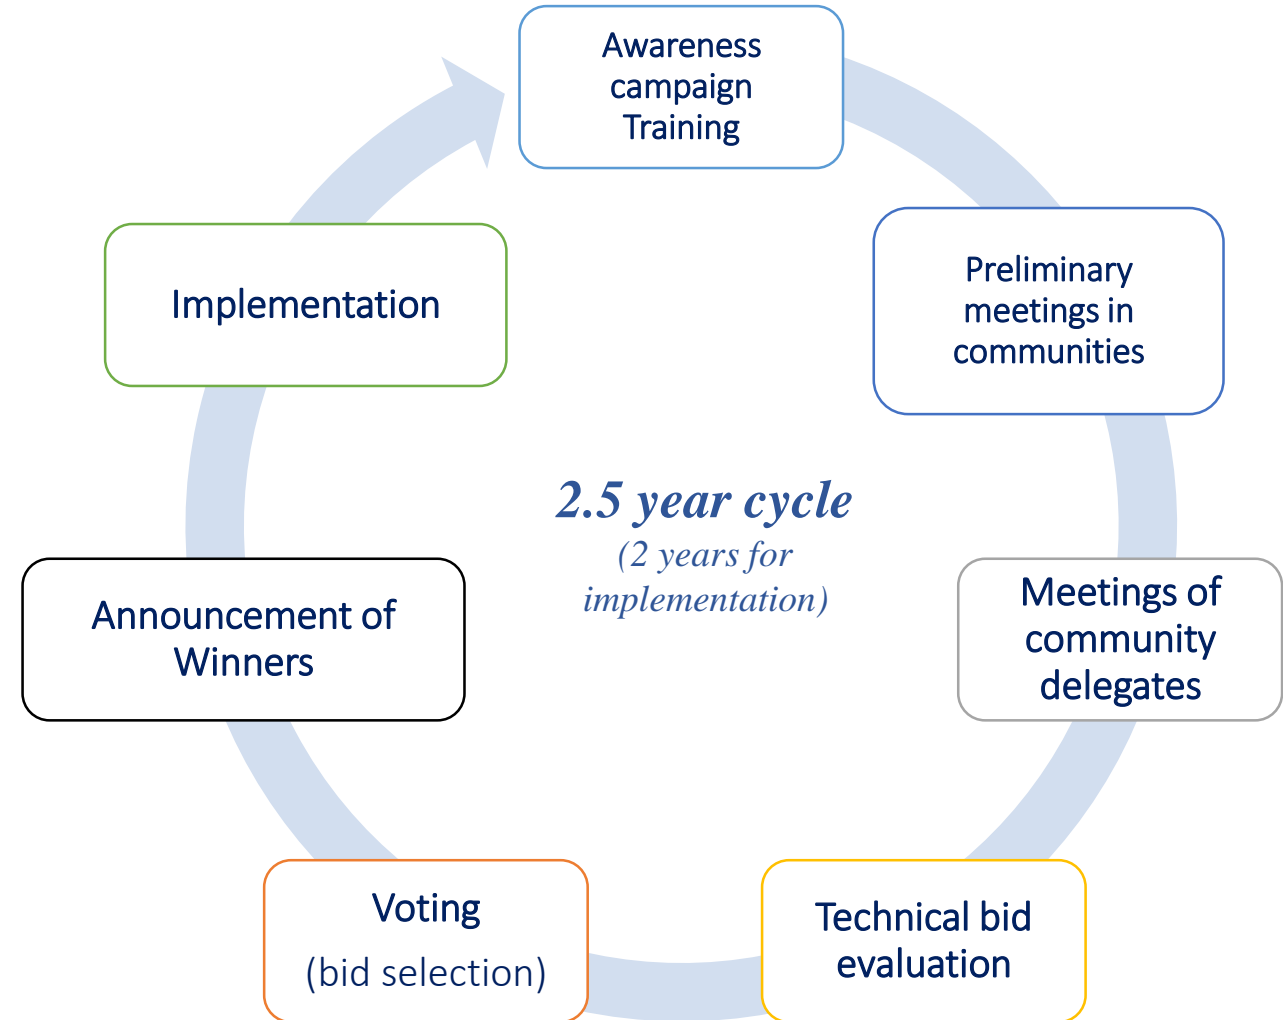 Awareness
campaign
Training
Preliminary
meetings in
communities
Meetings of
community
delegates
Technical bid
evaluation
Voting
(bid selection)
Announcement of
Winners
Implementation
2.5 year cycle
(2 years for
implementation)